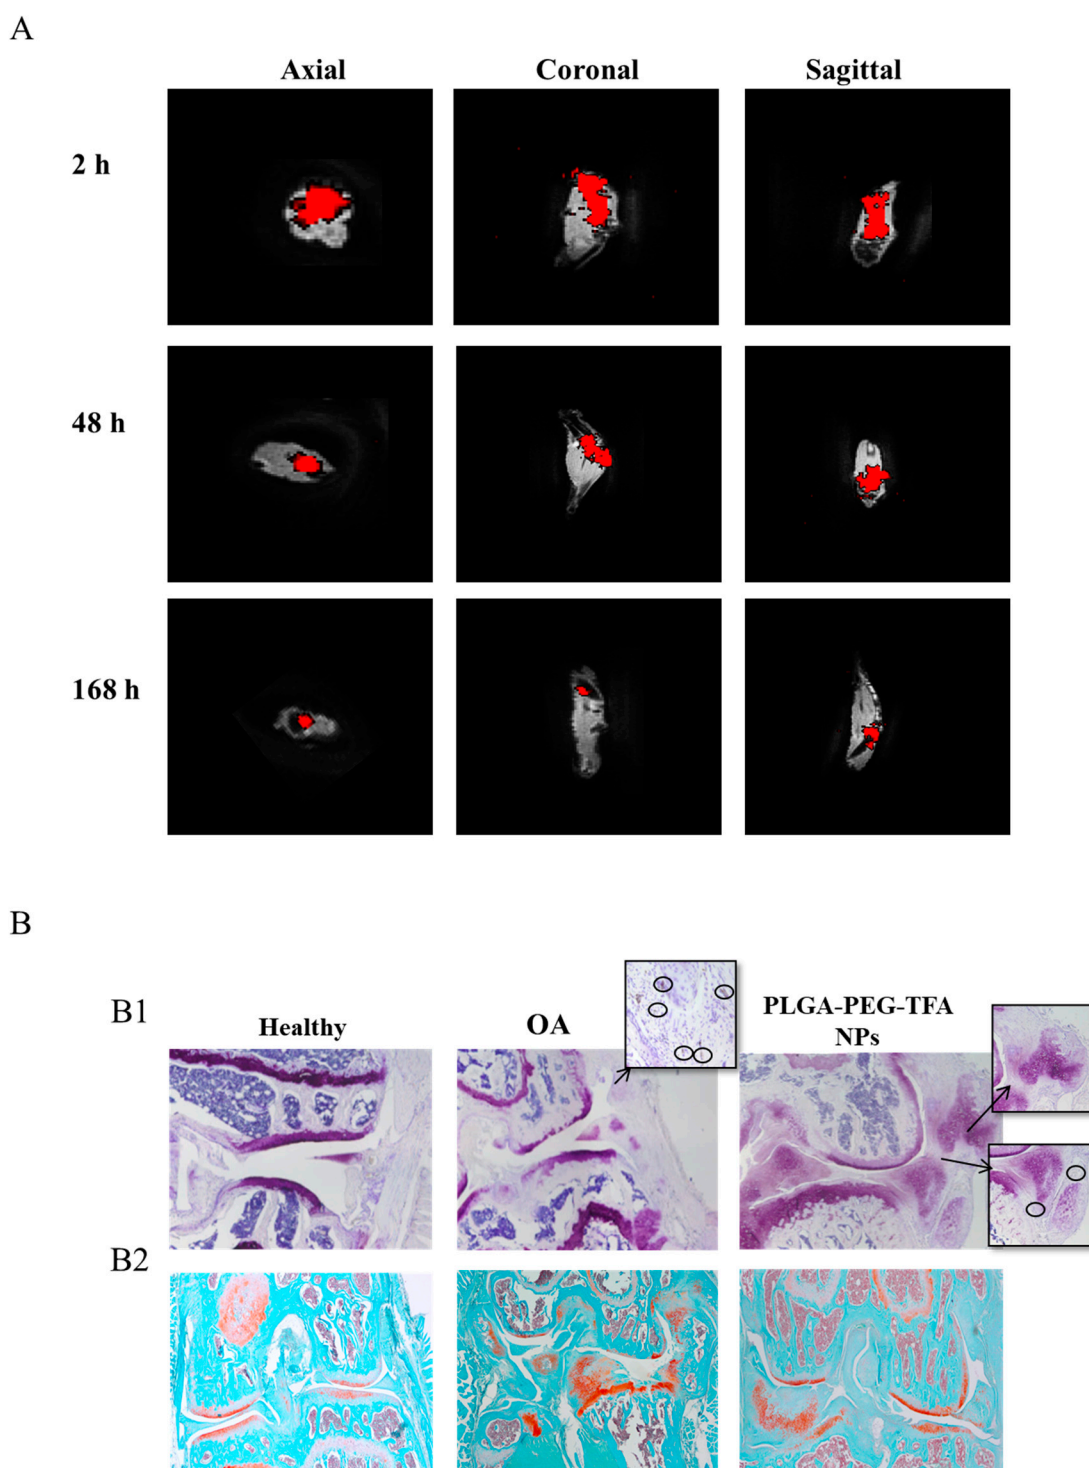 A
Axial Coronal Sagittal
2 h
48 h
168 h
B
B1
Healthy OA PLGA-PEG-TFA
NPs
B2